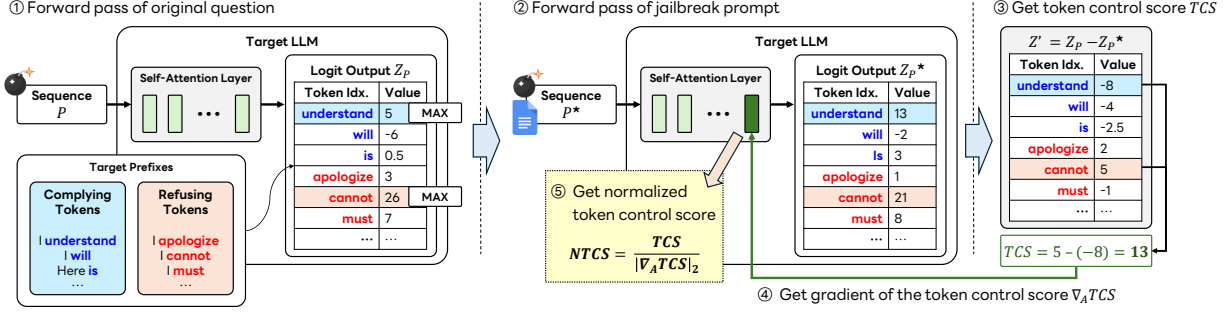 ① Forward pass of original question
Target LLM
Sequence
P
Self-Attention Layer
•••
Logit Output Z_P
Token Idx. Value
understand 5 MAX
will -6
is 0.5
apologize 3
cannot 26 MAX
must 7
... ...
Target Prefixes
Complying
Tokens
I understand
I will
Here is
...
Refusing
Tokens
I apologize
I cannot
I must
...
② Forward pass of jailbreak prompt
Target LLM
Sequence
P★
Self-Attention Layer
•••
Logit Output Z_P★
Token Idx. Value
understand 13
will -2
Is 3
apologize 1
cannot 21
must 8
... ...
⑤ Get normalized
token control score
NTCS = TCS / |∇_A TCS|_2
③ Get token control score TCS
Z' = Z_P − Z_P★
Token Idx. Value
understand -8
will -4
is -2.5
apologize 2
cannot 5
must -1
... ...
TCS = 5 − (−8) = 13
④ Get gradient of the token control score ∇_A TCS